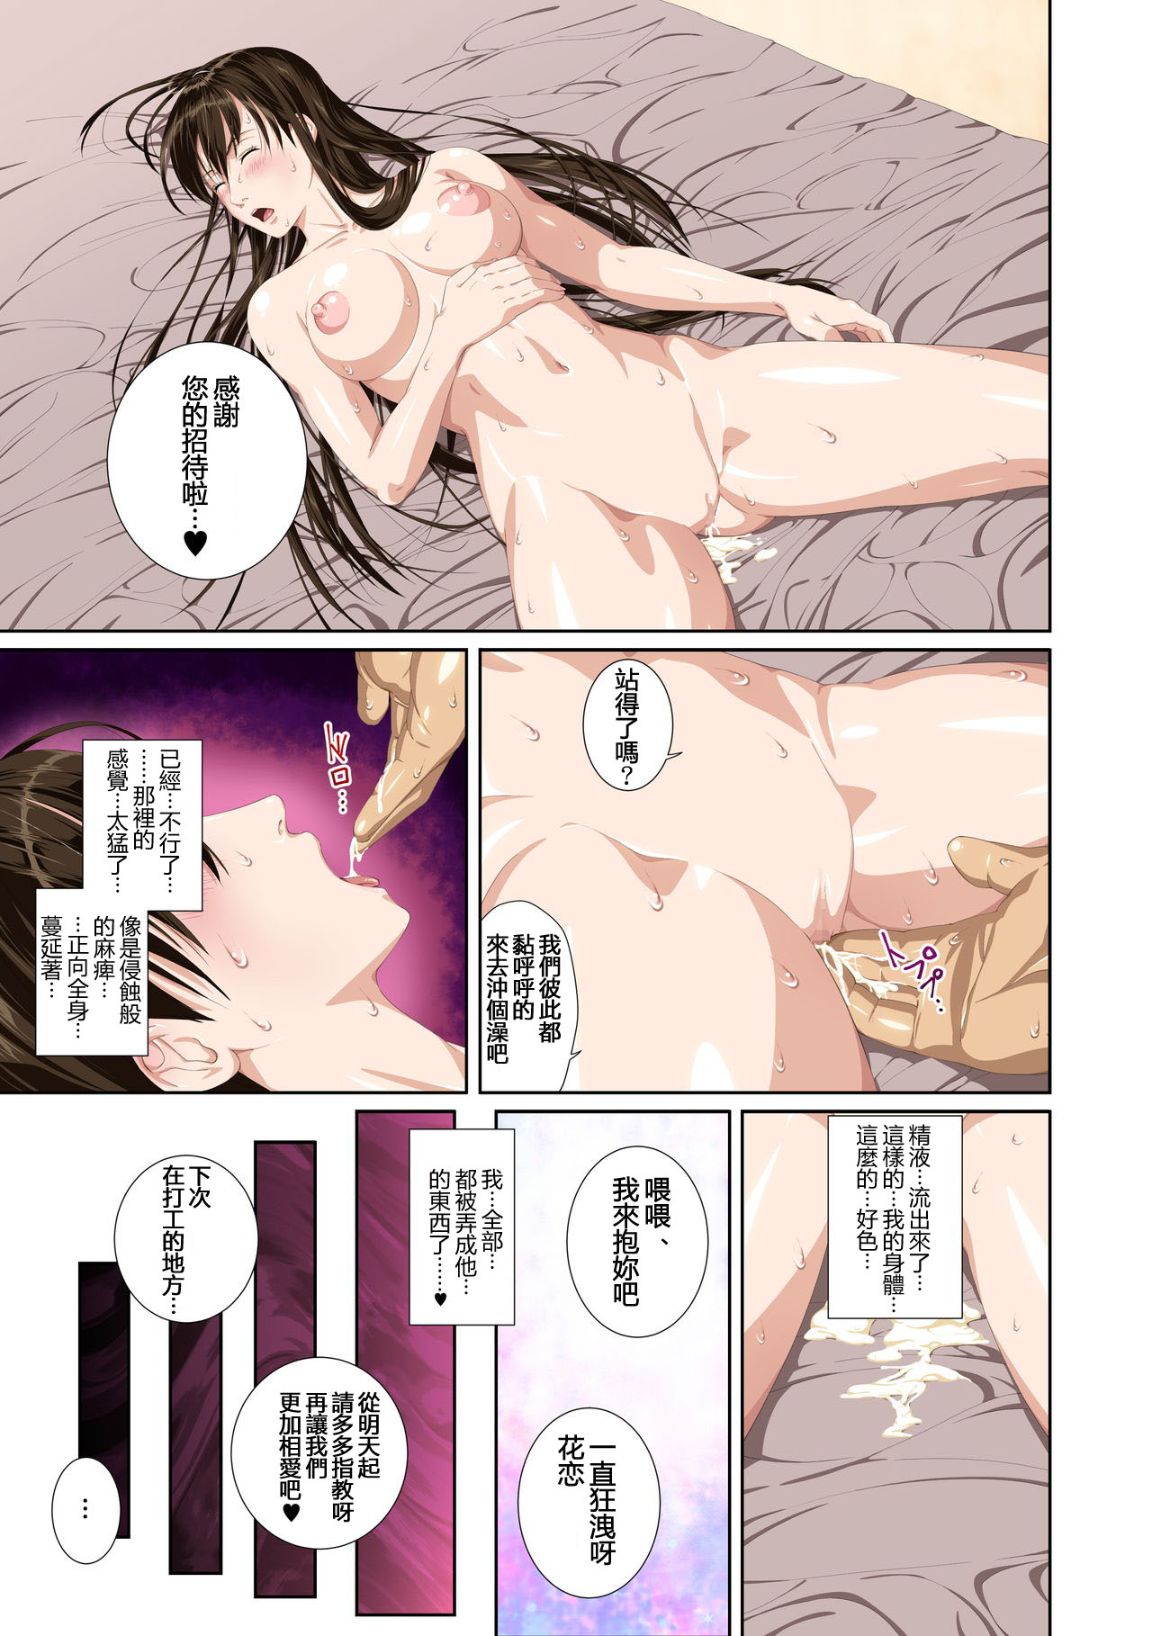 感謝
您的招待啦…♥
站得了嗎？
我們彼此都
黏呼呼的
來去沖個澡吧
トペペ…
トロ…
已經…不行了…
……那裡的
感覺…太猛了…
像是侵蝕般
的麻痺…
…正向全身…
蔓延著…
精液…流出來了…
這樣的…我的身體…
這麼的…好色…
喂喂、
我來抱妳吧
一直狂洩呀
花恋
我…全部…
都被弄成他…
的東西了……♥
從明天起
請多多指教呀
再讓我們
更加相愛吧♥
下次
在打工的地方…
…